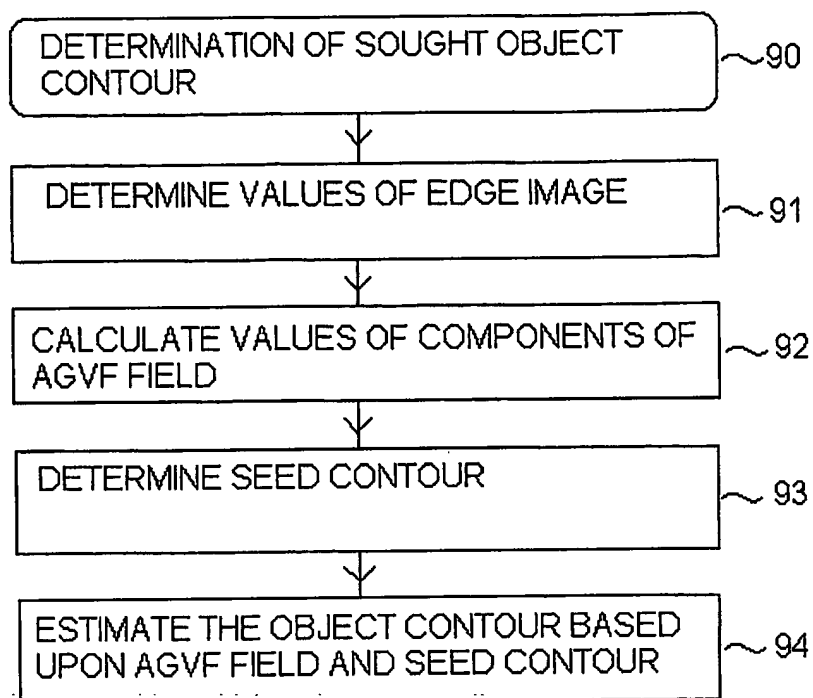 DETERMINATION OF SOUGHT OBJECT
CONTOUR
90
DETERMINE VALUES OF EDGE IMAGE
91
CALCULATE VALUES OF COMPONENTS OF
AGVF FIELD
92
DETERMINE SEED CONTOUR
93
ESTIMATE THE OBJECT CONTOUR BASED
UPON AGVF FIELD AND SEED CONTOUR
94